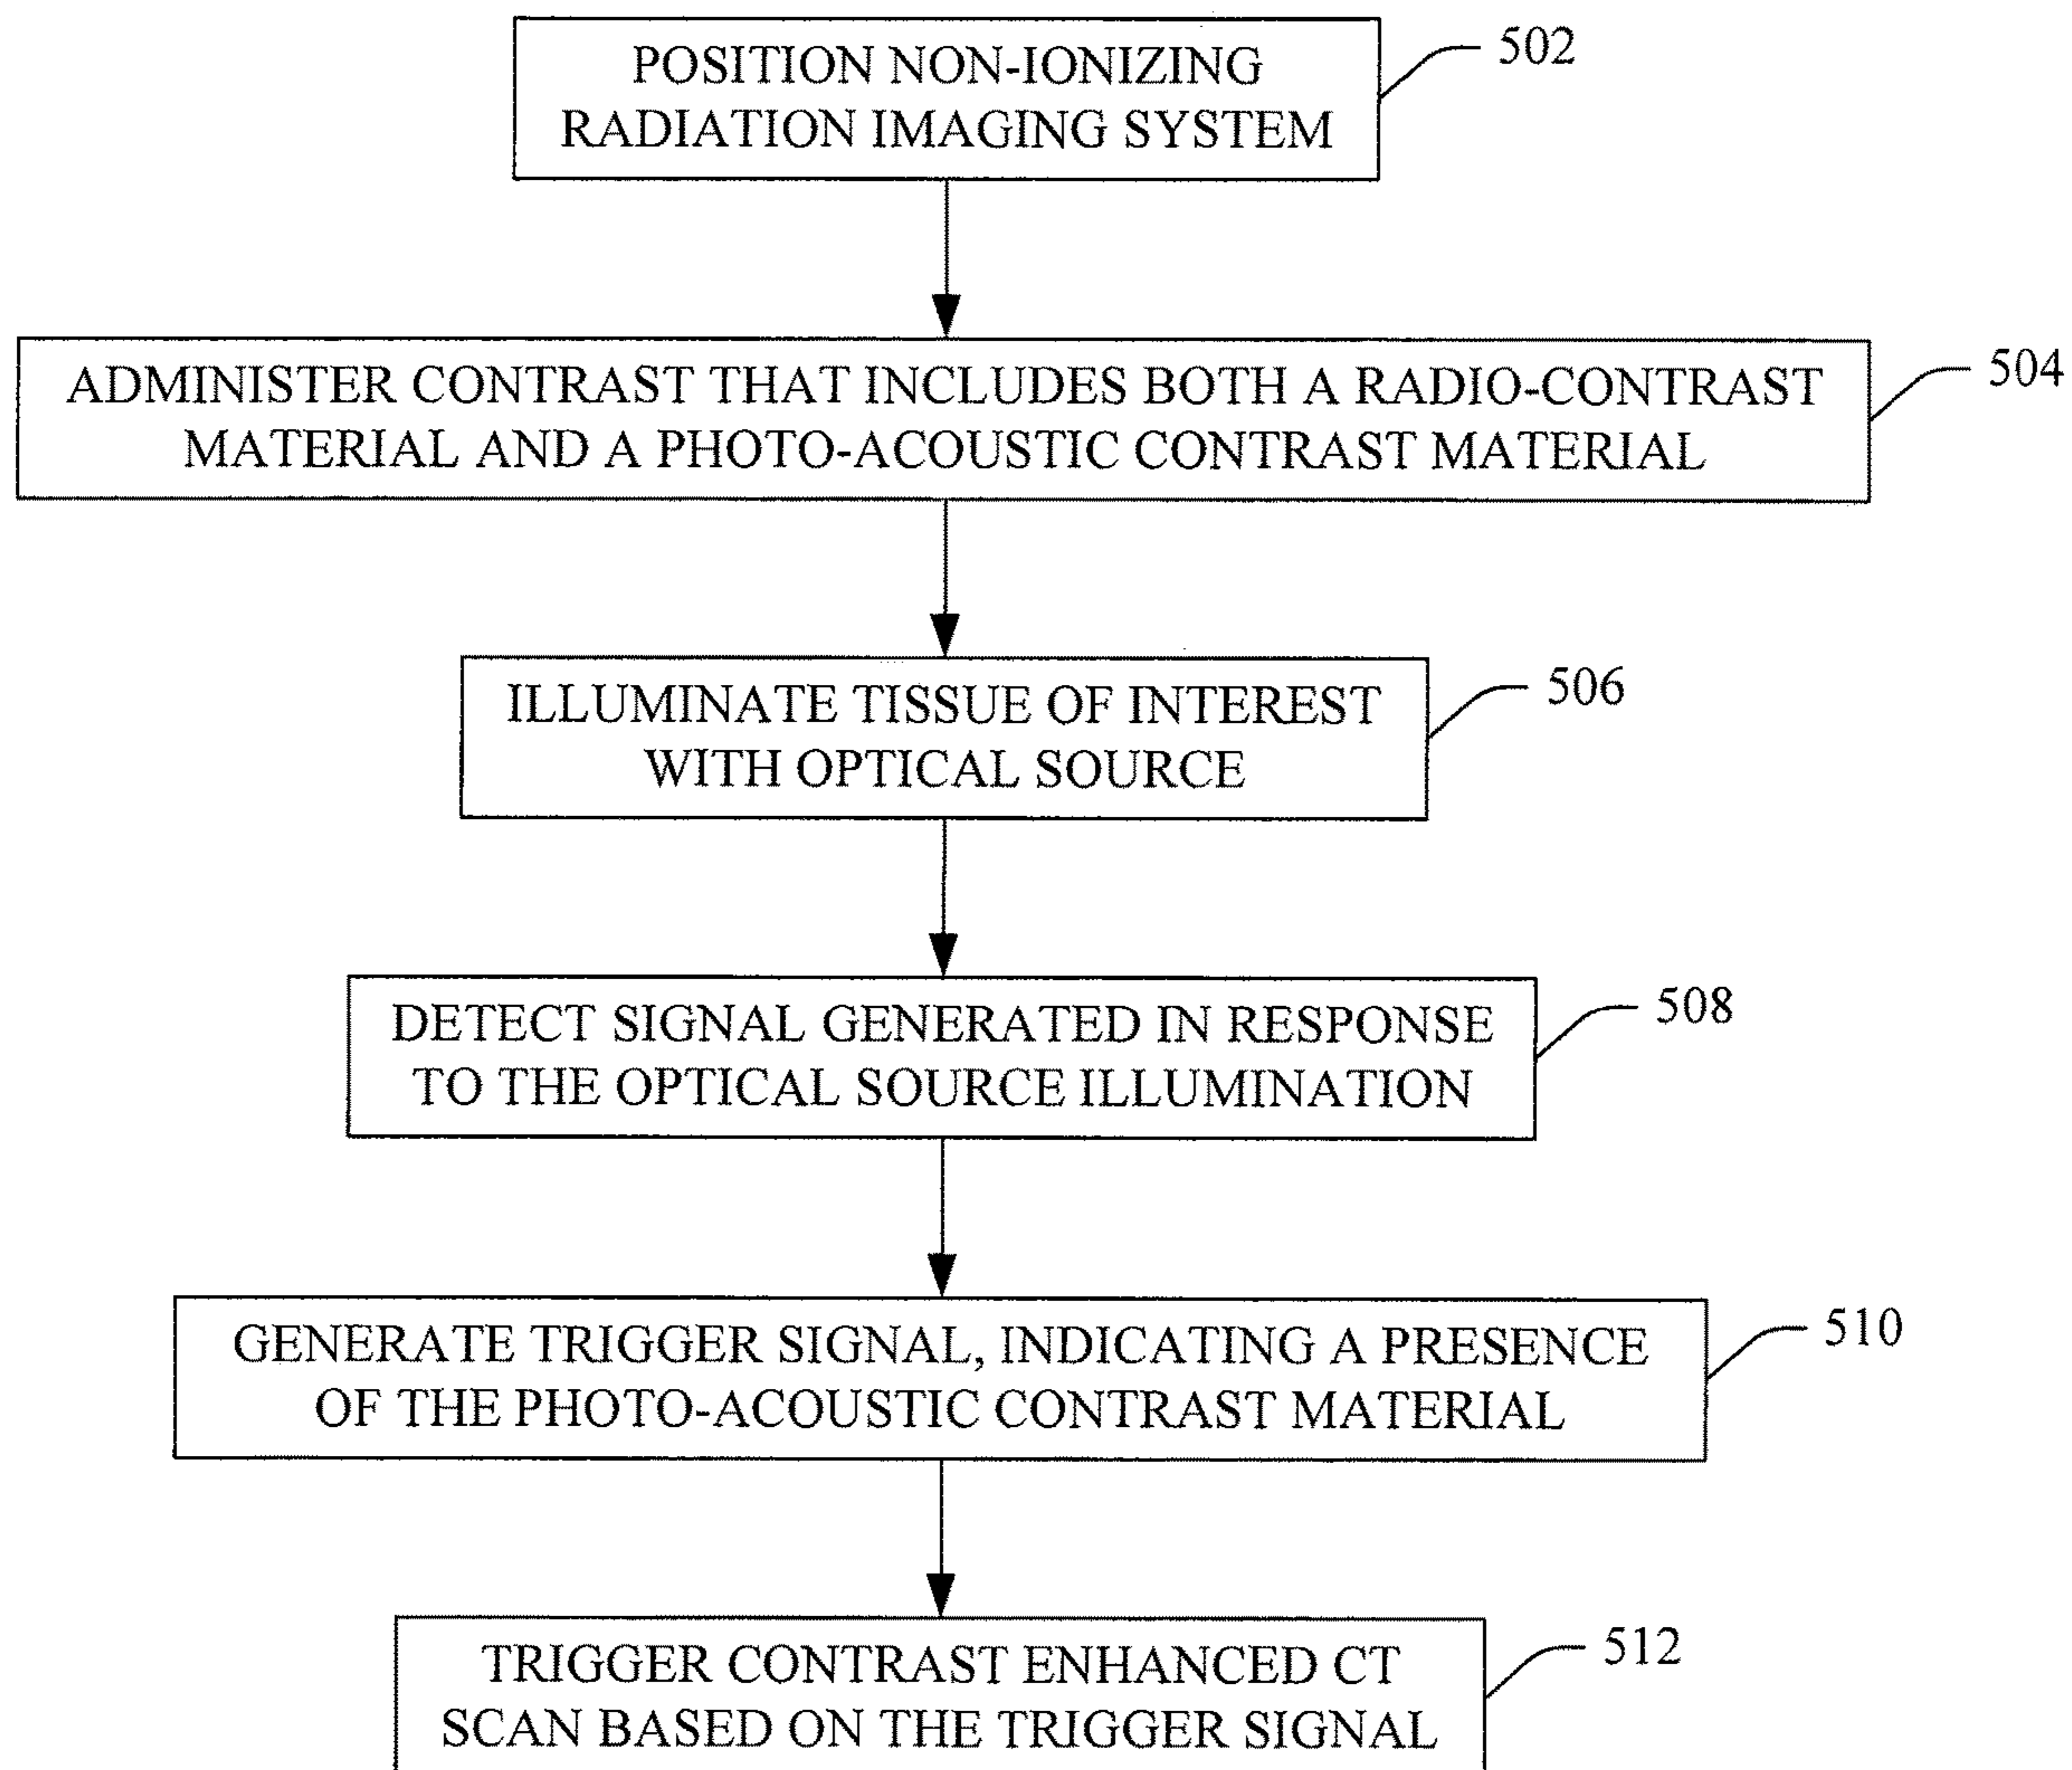 POSITION NON-IONIZING
RADIATION IMAGING SYSTEM
502
ADMINISTER CONTRAST THAT INCLUDES BOTH A RADIO-CONTRAST
MATERIAL AND A PHOTO-ACOUSTIC CONTRAST MATERIAL
504
ILLUMINATE TISSUE OF INTEREST
WITH OPTICAL SOURCE
506
DETECT SIGNAL GENERATED IN RESPONSE
TO THE OPTICAL SOURCE ILLUMINATION
508
GENERATE TRIGGER SIGNAL, INDICATING A PRESENCE
OF THE PHOTO-ACOUSTIC CONTRAST MATERIAL
510
TRIGGER CONTRAST ENHANCED CT
SCAN BASED ON THE TRIGGER SIGNAL
512